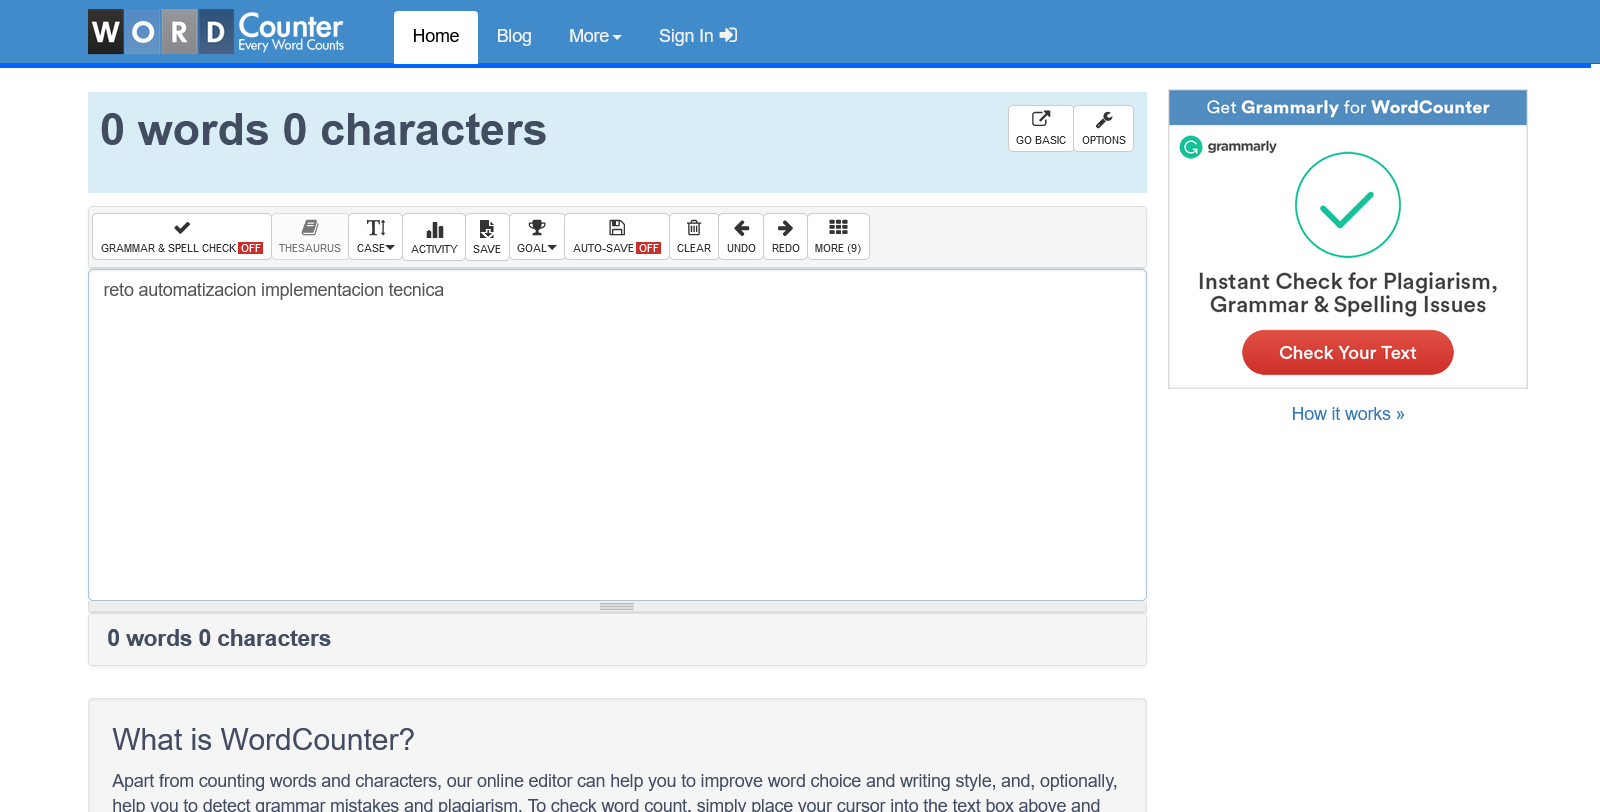 WORD Counter
Every Word Counts
Home
Blog
More
Sign In
0 words 0 characters
GO BASIC
OPTIONS
GRAMMAR & SPELL CHECK OFF
THESAURUS
CASE
ACTIVITY
SAVE
GOAL
AUTO-SAVE OFF
CLEAR
UNDO
REDO
MORE (9)
reto automatizacion implementacion tecnica
0 words 0 characters
What is WordCounter?
Apart from counting words and characters, our online editor can help you to improve word choice and writing style, and, optionally,
help you to detect grammar mistakes and plagiarism. To check word count, simply place your cursor into the text box above and
Get Grammarly for WordCounter
grammarly
Instant Check for Plagiarism,
Grammar & Spelling Issues
Check Your Text
How it works »